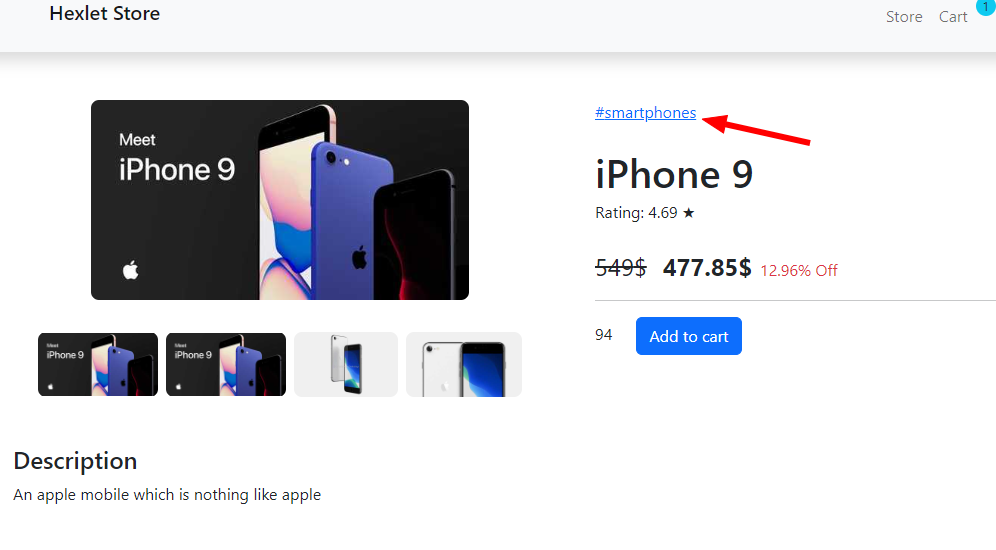 Hexlet Store
Store Cart 1
Meet
iPhone 9
#smartphones
iPhone 9
Rating: 4.69 ★
549$ 477.85$ 12.96% Off
94 Add to cart
Meet
iPhone 9
Meet
iPhone 9
Description
An apple mobile which is nothing like apple